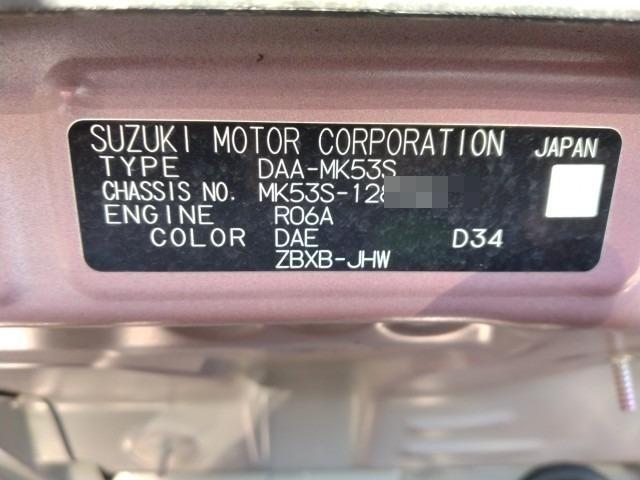 SUZUKI MOTOR CORPORATION JAPAN
TYPE DAA-MK53S
CHASSIS NO. MK53S-128
ENGINE R06A
COLOR DAE D34
ZBXB-JHW